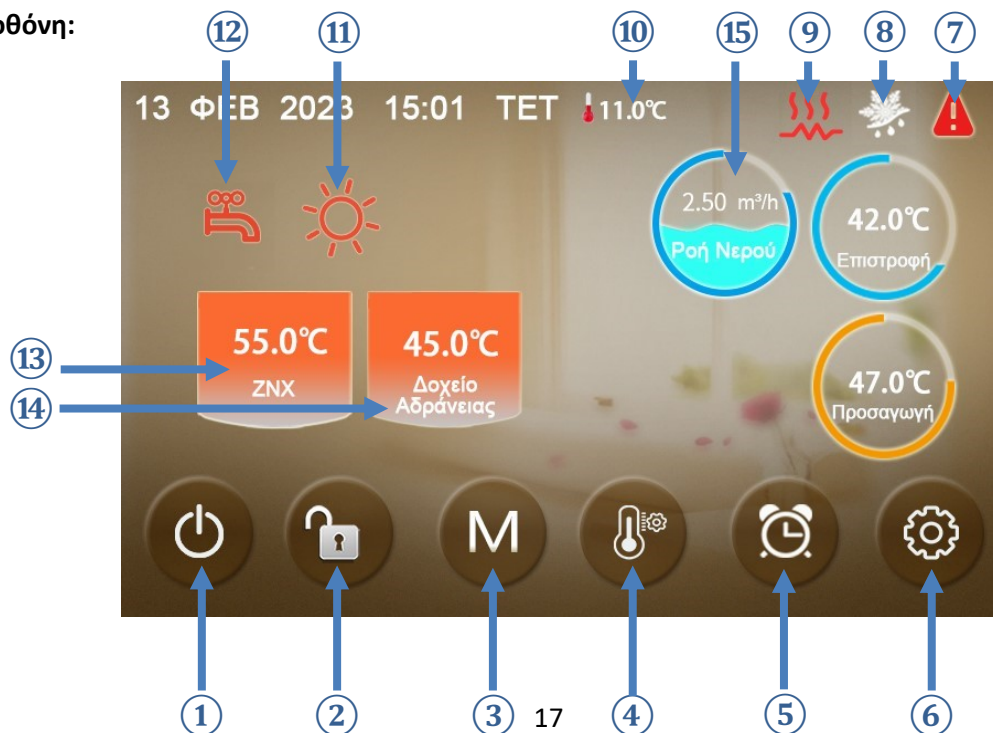 οθόνη:
⑫ ⑪ ⑩ ⑮ ⑨ ⑧ ⑦
13 ΦΕΒ 2023 15:01 ΤΕΤ 11.0℃
2.50 m³/h
Ροή Νερού
42.0℃
Επιστροφή
⑬
55.0℃
ΖΝΧ
45.0℃
Δοχείο
Αδράνειας
⑭
47.0℃
Προσαγωγή
M
① ② ③ 17 ④ ⑤ ⑥